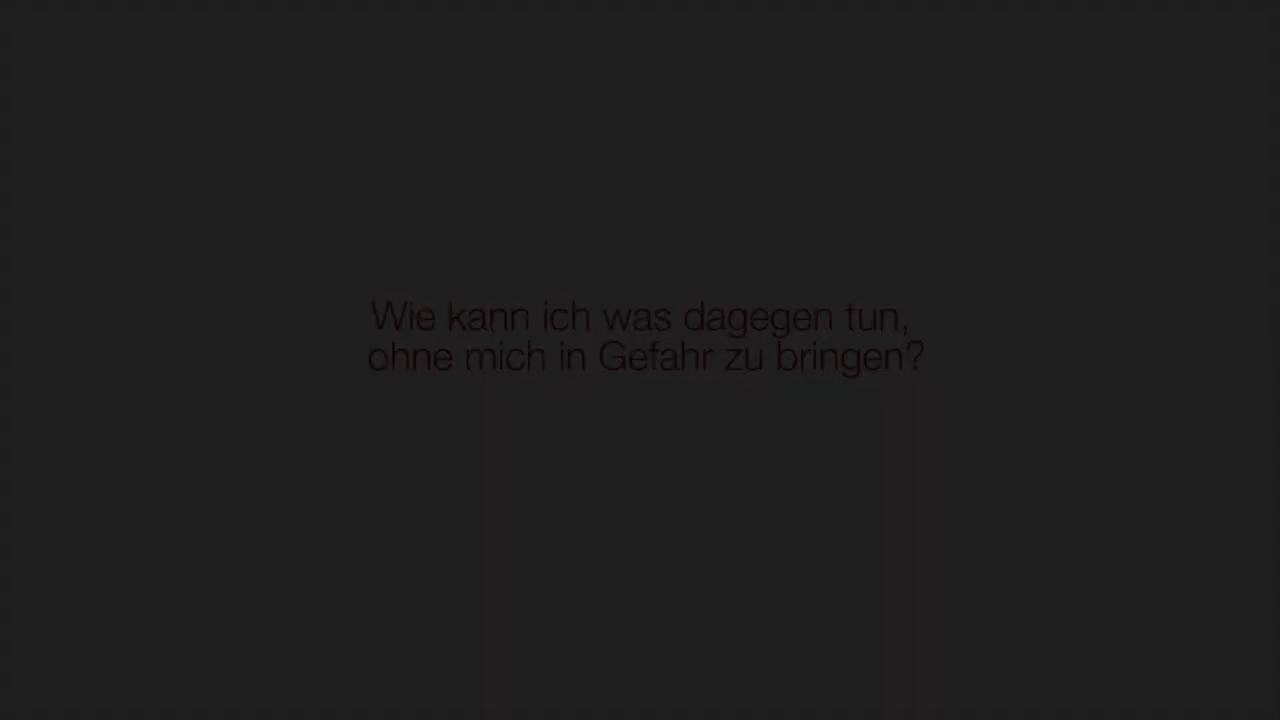 Wie kann ich was dagegen tun,
ohne mich in Gefahr zu bringen?